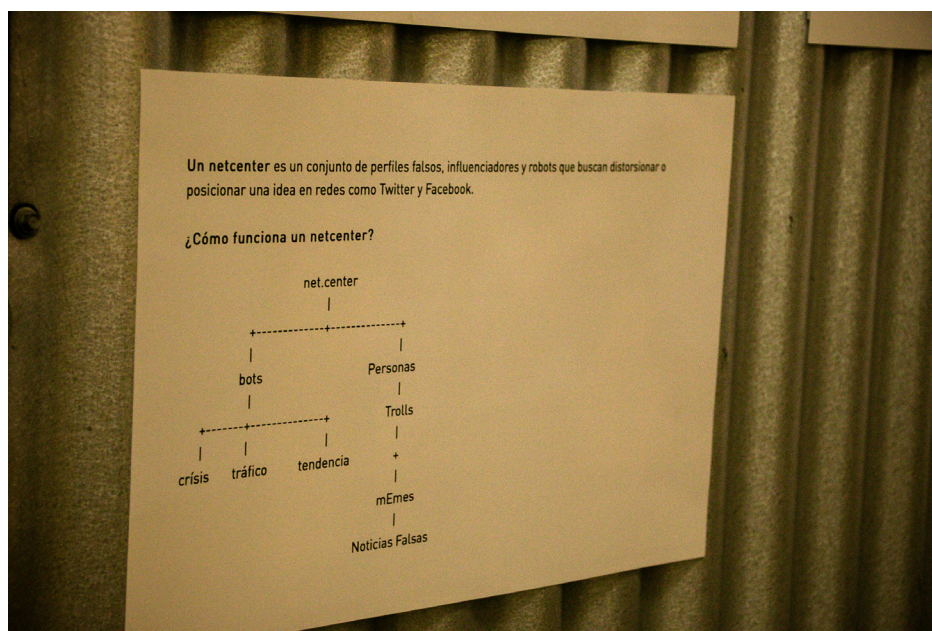 Un netcenter es un conjunto de perfiles falsos, influenciadores y robots que buscan distorsionar o
posicionar una idea en redes como Twitter y Facebook.
¿Cómo funciona un netcenter?
net.center
|
+-----------+------------+
| |
bots Personas
| |
+-------+-------------+ Trolls
| | | |
crísis tráfico tendencia +
|
mEmes
|
Noticias Falsas